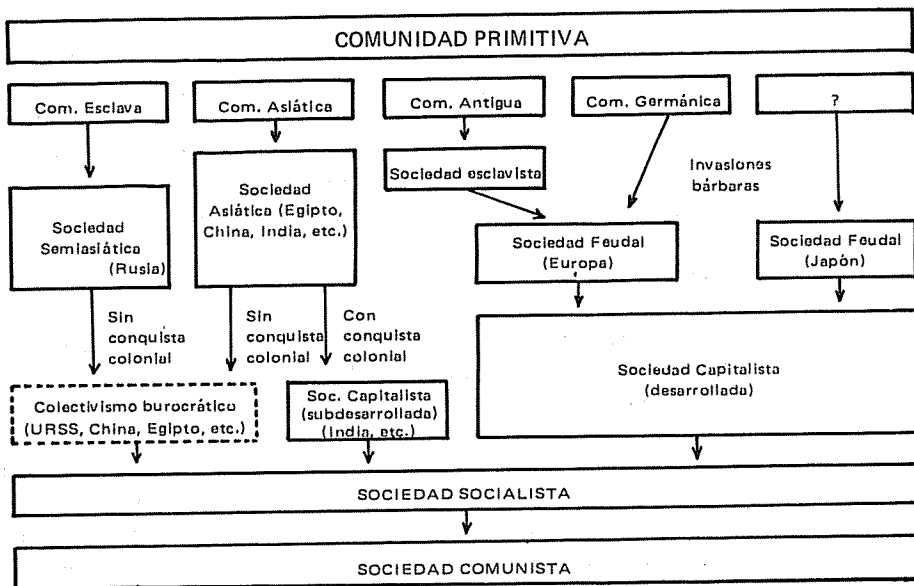 COMUNIDAD PRIMITIVA
Com. Esclava
Com. Asiática
Com. Antigua
Com. Germánica
?
Sociedad
Semiasiática
(Rusia)
Sociedad
Asiática (Egipto,
China, India, etc.)
Sociedad esclavista
Invasiones
bárbaras
Sociedad Feudal
(Europa)
Sociedad Feudal
(Japón)
Sin
conquista
colonial
Sin
conquista
colonial
Con
conquista
colonial
Sociedad Capitalista
(desarrollada)
Colectivismo burocrático
(URSS, China, Egipto, etc.)
Soc. Capitalista
(subdesarrollada)
(India, etc.)
SOCIEDAD SOCIALISTA
SOCIEDAD COMUNISTA